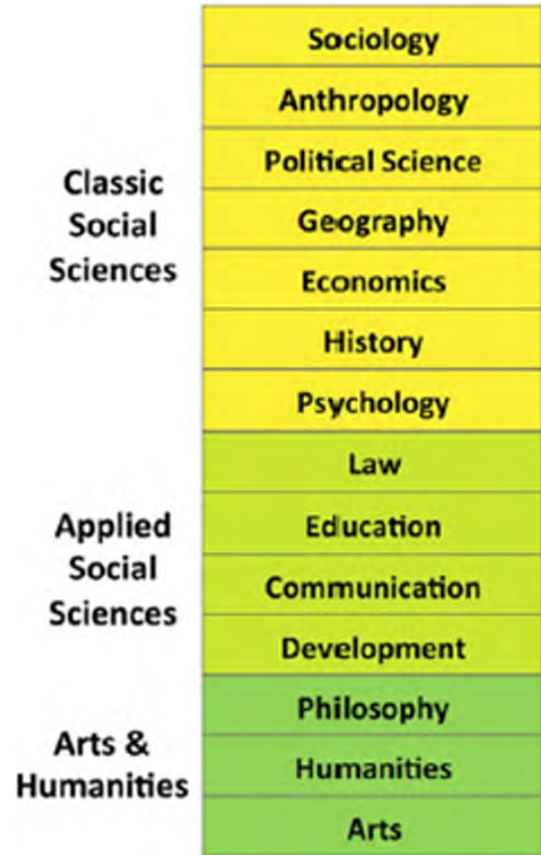 Classic
Social
Sciences
Sociology
Anthropology
Political Science
Geography
Economics
History
Psychology
Applied
Social
Sciences
Law
Education
Communication
Development
Arts &
Humanities
Philosophy
Humanities
Arts